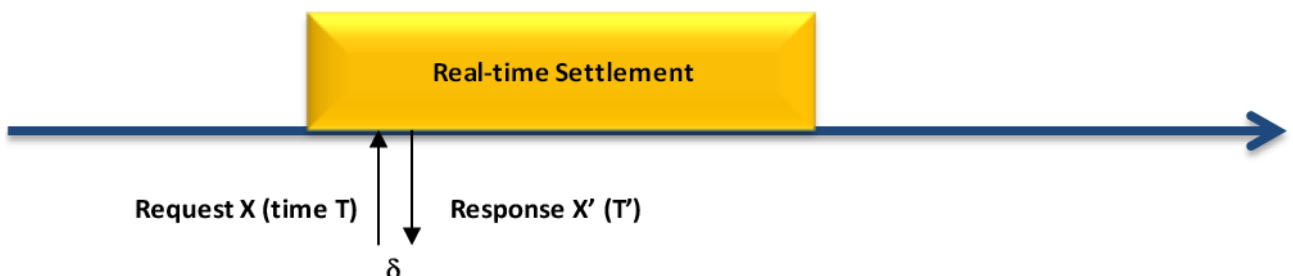 Real-time Settlement
Request X (time T)
Response X’ (T’)
δ